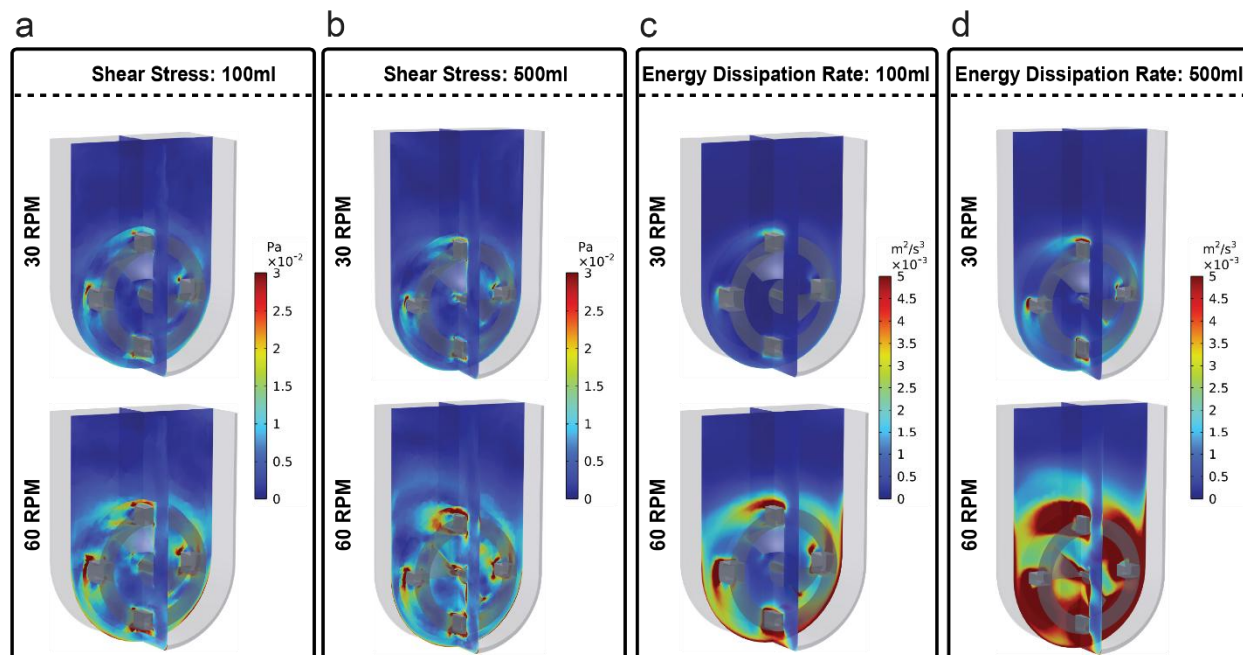 a
Shear Stress: 100ml
30 RPM
Pa
×10⁻²
3
2.5
2
1.5
1
0.5
0
60 RPM
b
Shear Stress: 500ml
30 RPM
Pa
×10⁻²
3
2.5
2
1.5
1
0.5
0
60 RPM
c
Energy Dissipation Rate: 100ml
30 RPM
m²/s³
×10⁻³
5
4.5
4
3.5
3
2.5
2
1.5
1
0.5
0
60 RPM
d
Energy Dissipation Rate: 500ml
30 RPM
m²/s³
×10⁻³
5
4.5
4
3.5
3
2.5
2
1.5
1
0.5
0
60 RPM